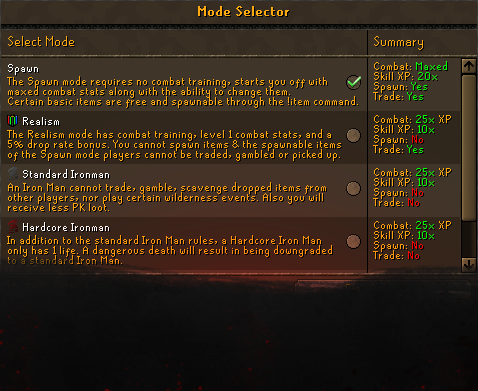 Mode Selector
Select Mode
Summary
Spawn
The Spawn mode requires no combat training, starts you off with
maxed combat stats along with the ability to change them.
Certain basic items are free and spawnable through the !item command.
Combat: Maxed
Skill XP: 20x
Spawn: Yes
Trade: Yes
Realism
The Realism mode has combat training, level 1 combat stats, and a
5% drop rate bonus. You cannot spawn items & the spawnable items
of the Spawn mode players cannot be traded, gambled or picked up.
Combat: 25x XP
Skill XP: 10x
Spawn: No
Trade: Yes
Standard Ironman
An Iron Man cannot trade, gamble, scavenge dropped items from
other players, nor play certain wilderness events. Also you will
receive less PK loot.
Combat: 25x XP
Skill XP: 10x
Spawn: No
Trade: No
Hardcore Ironman
In addition to the standard Iron Man rules, a Hardcore Iron Man
only has 1 life. A dangerous death will result in being downgraded
to a standard Iron Man.
Combat: 25x XP
Skill XP: 10x
Spawn: No
Trade: No